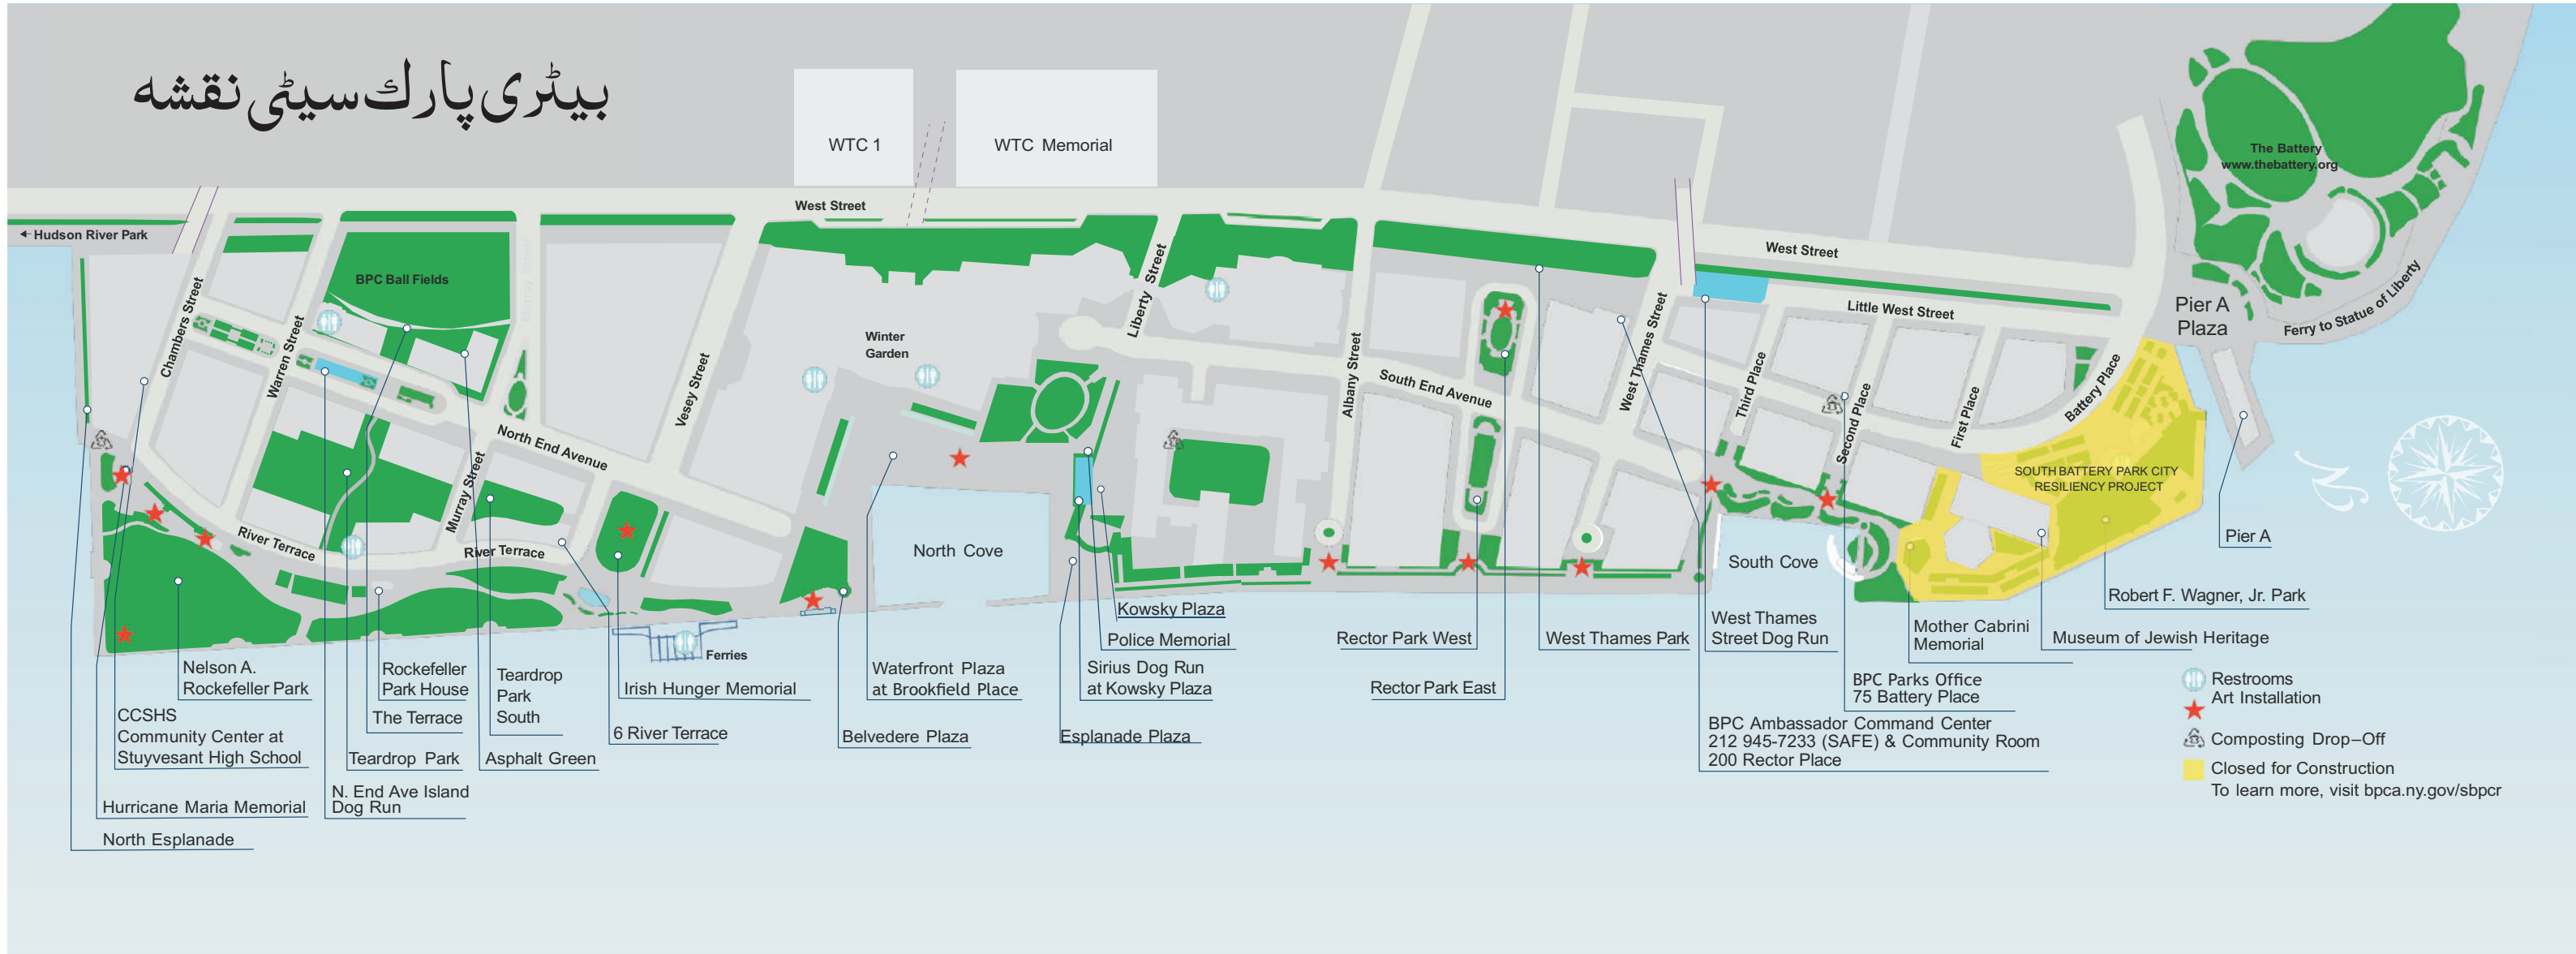 بیٹری پارك سیٹی نقشه
WTC 1
WTC Memorial
The Battery
www.thebattery.org
West Street
Hudson River Park
West Street
BPC Ball Fields
Chambers Street
Warren Street
Murray Street
Vesey Street
Liberty Street
Albany Street
West Thames Street
Little West Street
Third Place
Second Place
First Place
Battery Place
Pier A
Plaza
Ferry to Statue of Liberty
Winter
Garden
South End Avenue
North End Avenue
Murray Street
River Terrace
River Terrace
North Cove
South Cove
SOUTH BATTERY PARK CITY
RESILIENCY PROJECT
Pier A
Robert F. Wagner, Jr. Park
Museum of Jewish Heritage
Mother Cabrini
Memorial
Ferries
Nelson A.
Rockefeller Park
Rockefeller
Park House
Teardrop
Park
South
Irish Hunger Memorial
Waterfront Plaza
at Brookfield Place
Kowsky Plaza
Police Memorial
Sirius Dog Run
at Kowsky Plaza
Rector Park West
Rector Park East
West Thames Park
West Thames
Street Dog Run
CCSHS
Community Center at
Stuyvesant High School
The Terrace
Teardrop Park
Asphalt Green
6 River Terrace
Belvedere Plaza
Esplanade Plaza
BPC Parks Office
75 Battery Place
BPC Ambassador Command Center
212 945-7233 (SAFE) & Community Room
200 Rector Place
N. End Ave Island
Dog Run
Hurricane Maria Memorial
North Esplanade
Restrooms
Art Installation
Composting Drop–Off
Closed for Construction
To learn more, visit bpca.ny.gov/sbpcr